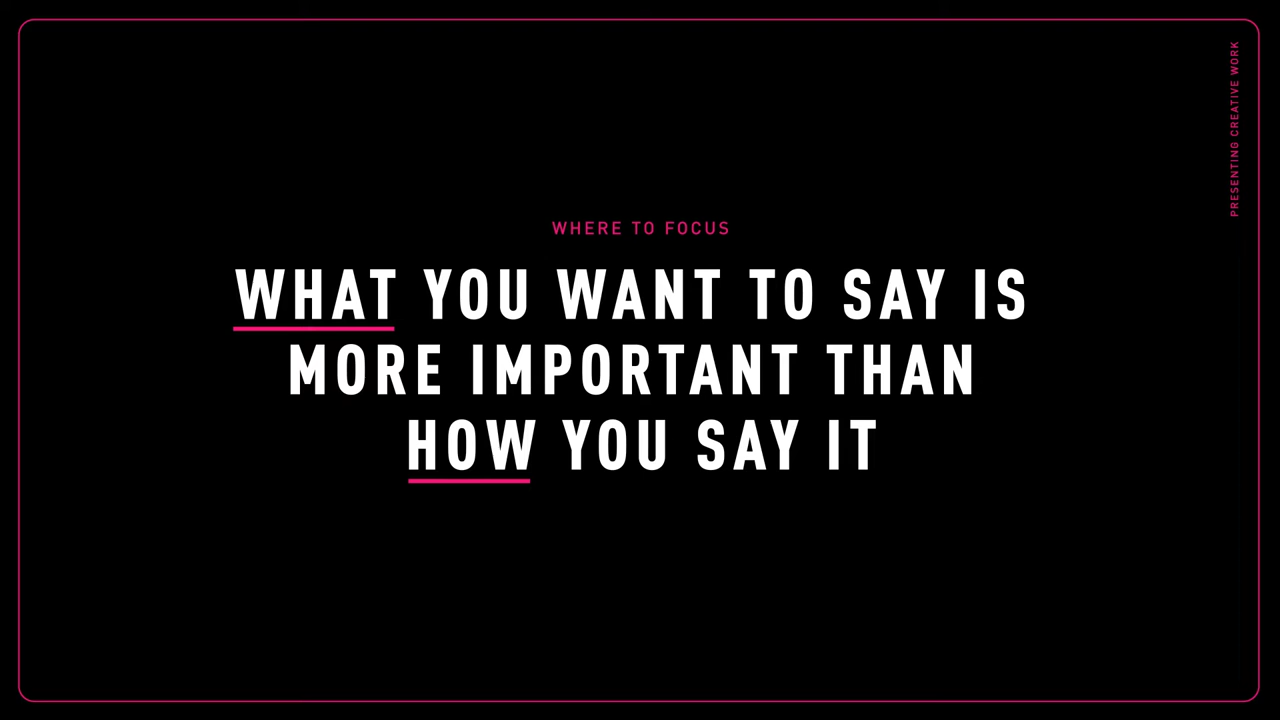 PRESENTING CREATIVE WORK
WHERE TO FOCUS
WHAT YOU WANT TO SAY IS
MORE IMPORTANT THAN
HOW YOU SAY IT